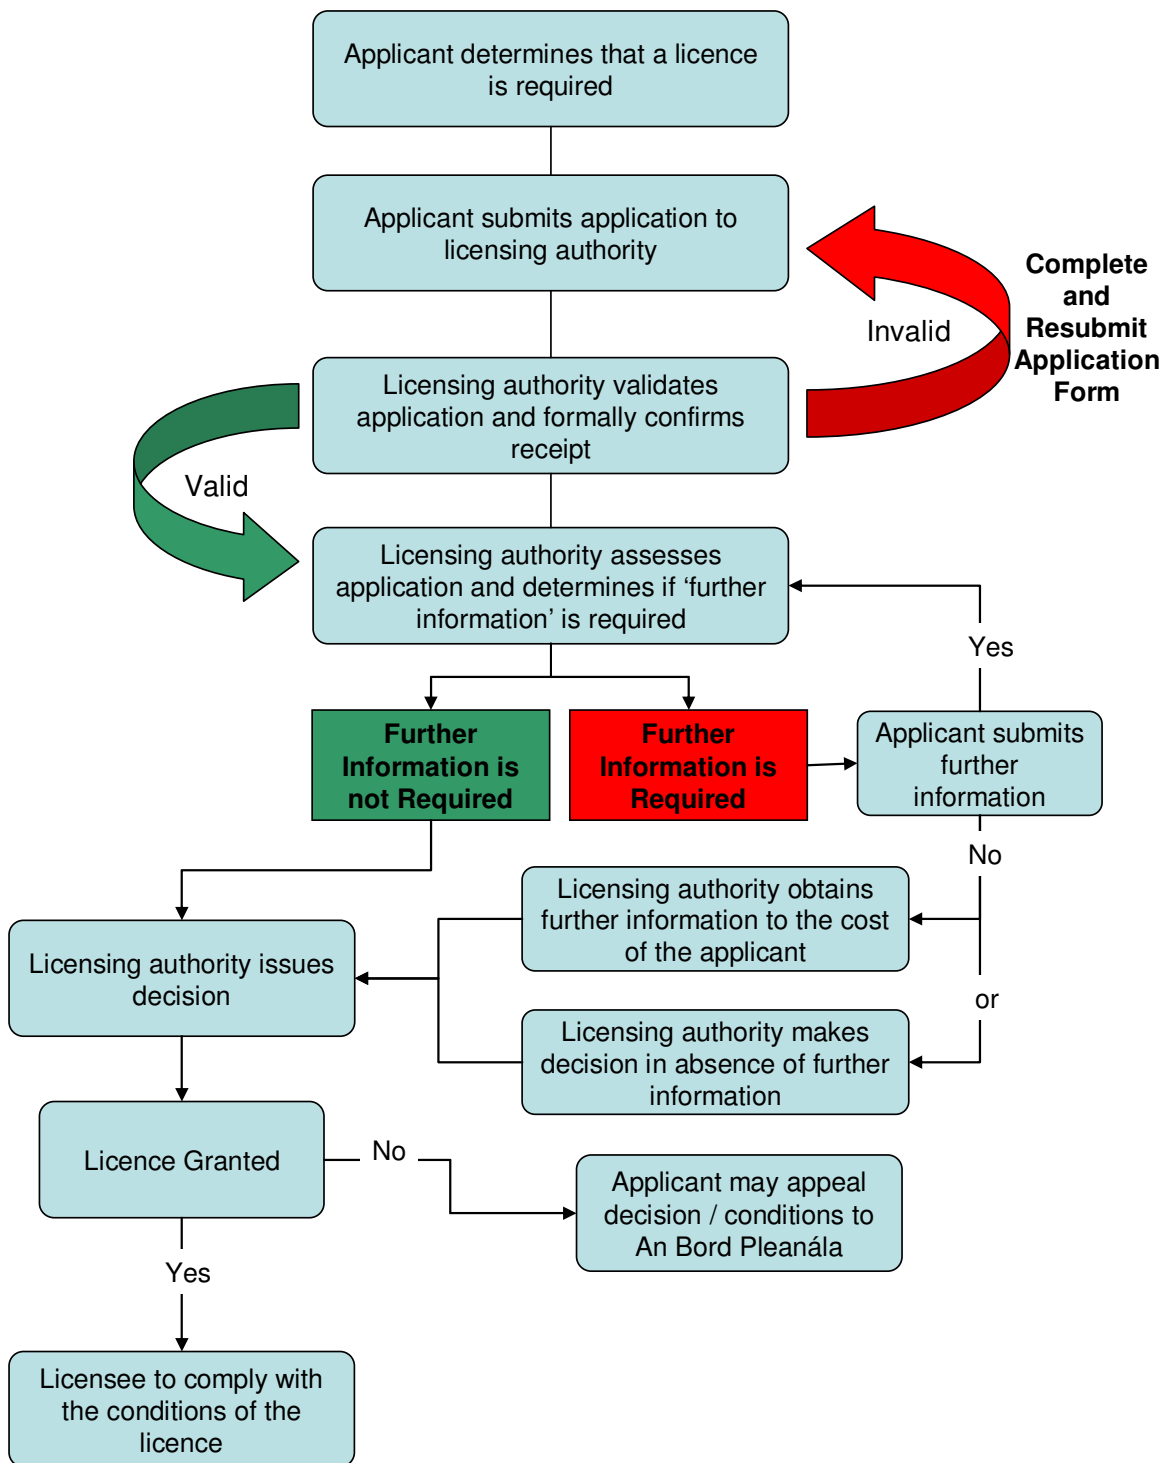 Applicant determines that a licence
is required
Applicant submits application to
licensing authority
Complete
and
Resubmit
Application
Form
Invalid
Licensing authority validates
application and formally confirms
receipt
Valid
Licensing authority assesses
application and determines if ‘further
information’ is required
Yes
Further
Information is
not Required
Further
Information is
Required
Applicant submits
further
information
No
Licensing authority obtains
further information to the cost
of the applicant
Licensing authority issues
decision
or
Licensing authority makes
decision in absence of further
information
Licence Granted
No
Applicant may appeal
decision / conditions to
An Bord Pleanála
Yes
Licensee to comply with
the conditions of the
licence